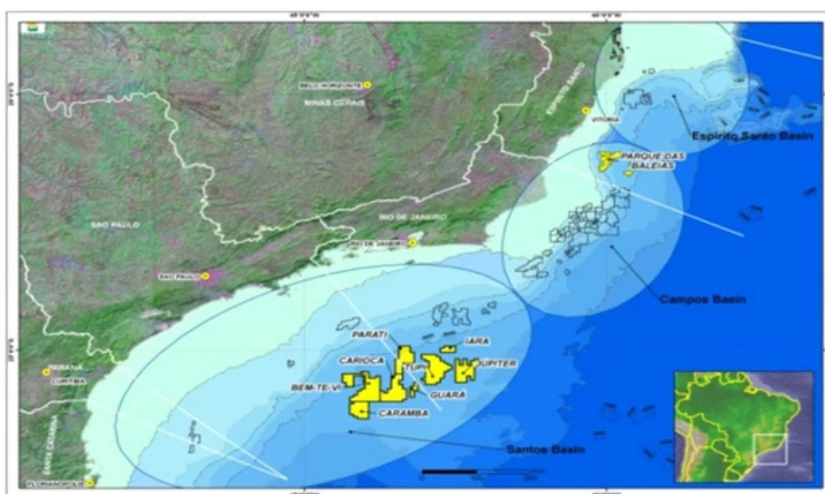 BELO HORIZONTE
MINAS GERAIS
ESPIRITO SANTO
VITORIA
Espirito Santo Basin
PARQUE DAS
BALEIAS
SAO PAULO
RIO DE JANEIRO
RIO DE JANEIRO
SAO PAULO
Campos Basin
PARATI
IARA
CARIOCA
TUPI
JÚPITER
BEM-TE-VI
GUARÁ
CARAMBA
PARANA
CURITIBA
Santos Basin
SANTA CATARINA
FLORIANOPOLIS